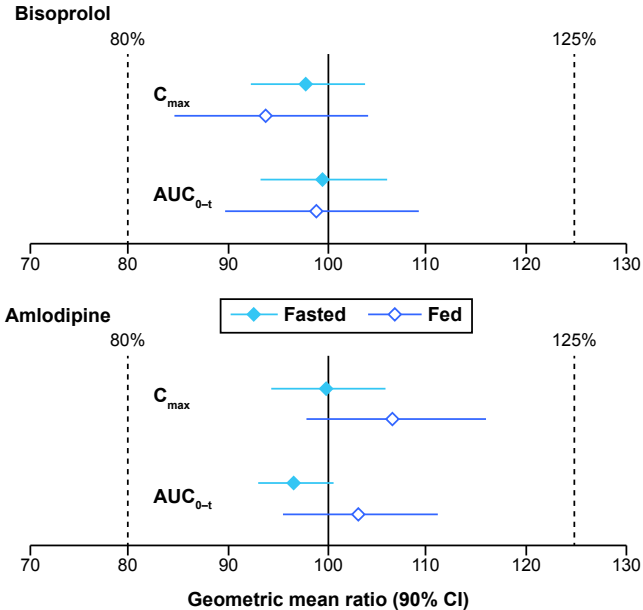 Bisoprolol
80% 125%
Cmax
AUC0–t
70 80 90 100 110 120 130
Amlodipine
Fasted Fed
80% 125%
Cmax
AUC0–t
70 80 90 100 110 120 130
Geometric mean ratio (90% CI)